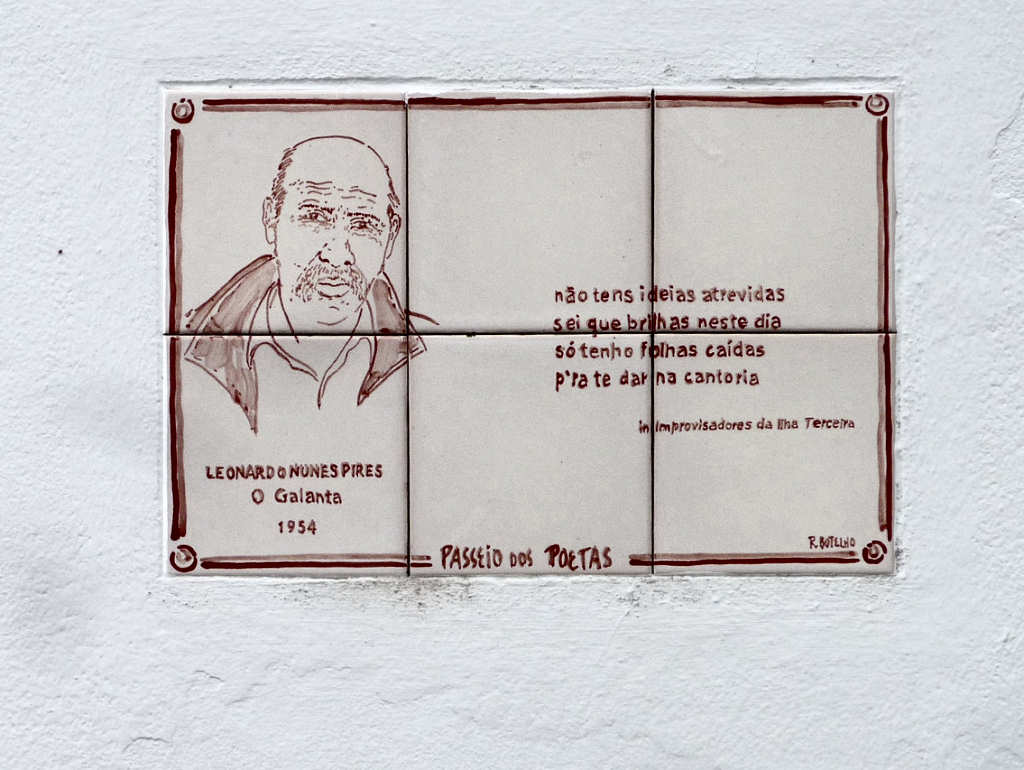 não tens ideias atrevidas
sei que brilhas neste dia
só tenho folhas caídas
p'ra te dar na cantoria
in Improvisadores da Ilha Terceira
LEONARDO NUNES PIRES
O Galanta
1954
R. BOTELHO
PASSEIO DOS POETAS